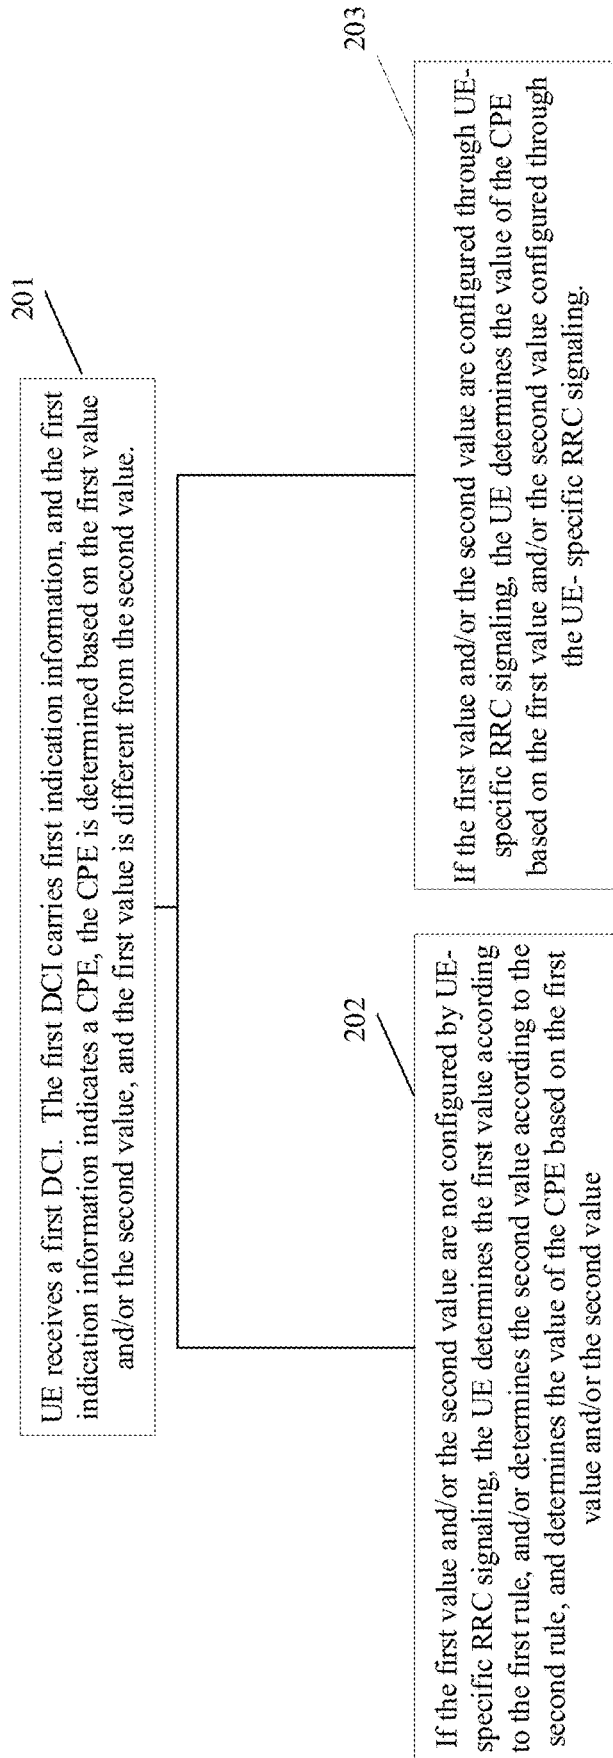 201
UE receives a first DCI. The first DCI carries first indication information, and the first
indication information indicates a CPE, the CPE is determined based on the first value
and/or the second value, and the first value is different from the second value.
202
If the first value and/or the second value are not configured by UE-
specific RRC signaling, the UE determines the first value according
to the first rule, and/or determines the second value according to the
second rule, and determines the value of the CPE based on the first
value and/or the second value
203
If the first value and/or the second value are configured through UE-
specific RRC signaling, the UE determines the value of the CPE
based on the first value and/or the second value configured through
the UE- specific RRC signaling.